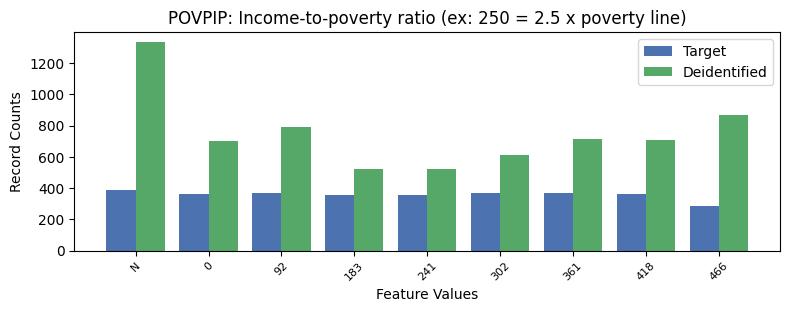 POVPIP: Income-to-poverty ratio (ex: 250 = 2.5 x poverty line)
Target
Deidentified
Record Counts
1200
1000
800
600
400
200
0
N 0 92 183 241 302 361 418 466
Feature Values